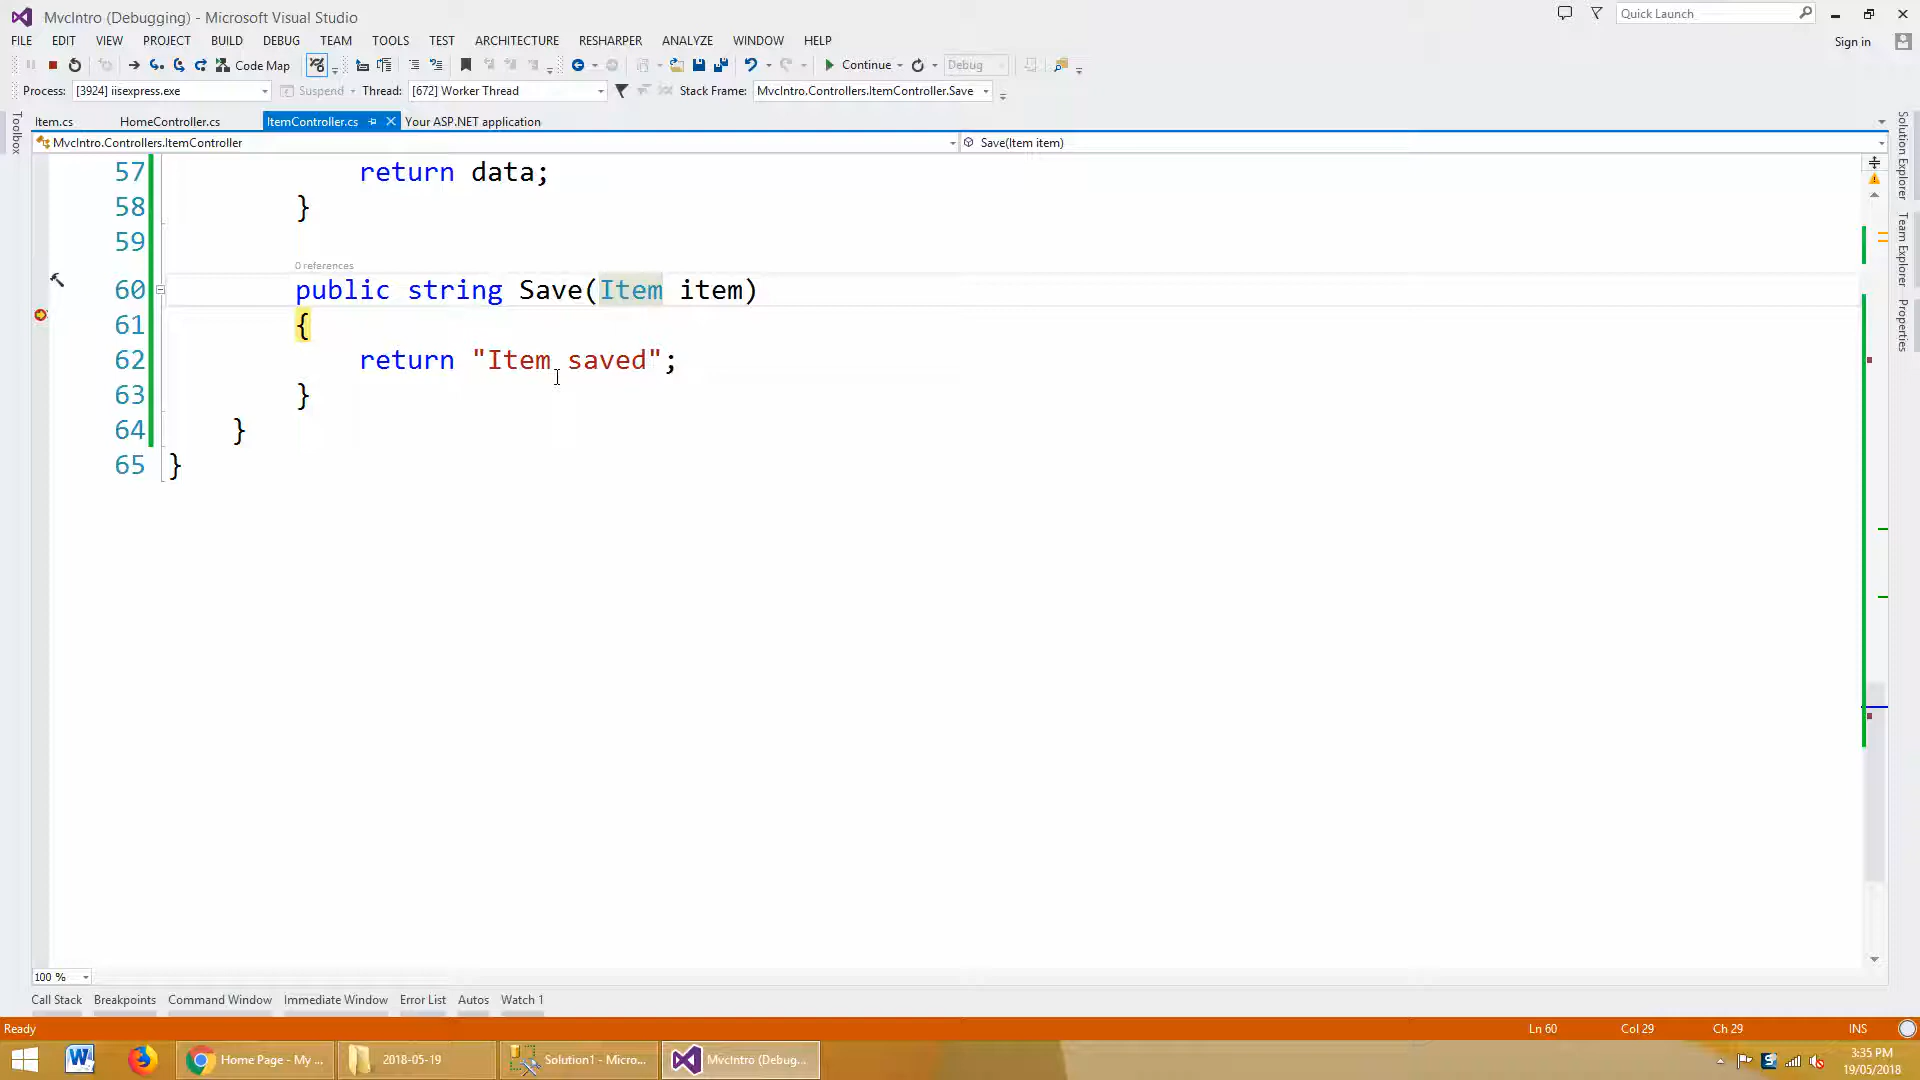 MvcIntro (Debugging) - Microsoft Visual Studio
Quick Launch
FILE EDIT VIEW PROJECT BUILD DEBUG TEAM TOOLS TEST ARCHITECTURE RESHARPER ANALYZE WINDOW HELP
Sign in
Code Map
Continue
Debug
Process: [3924] iisexpress.exe Suspend Thread: [672] Worker Thread Stack Frame: MvcIntro.Controllers.ItemController.Save
Item.cs HomeController.cs ItemController.cs Your ASP.NET application
MvcIntro.Controllers.ItemController Save(Item item)
Toolbox
Solution Explorer
Team Explorer
Properties
57 return data;
58 }
59
0 references
60 public string Save(Item item)
61 {
62 return "Item saved";
63 }
64 }
65 }
100 %
Call Stack Breakpoints Command Window Immediate Window Error List Autos Watch 1
Ready Ln 60 Col 29 Ch 29 INS
Home Page - My ... 2018-05-19 Solution1 - Micro... MvcIntro (Debug...
3:35 PM
19/05/2018